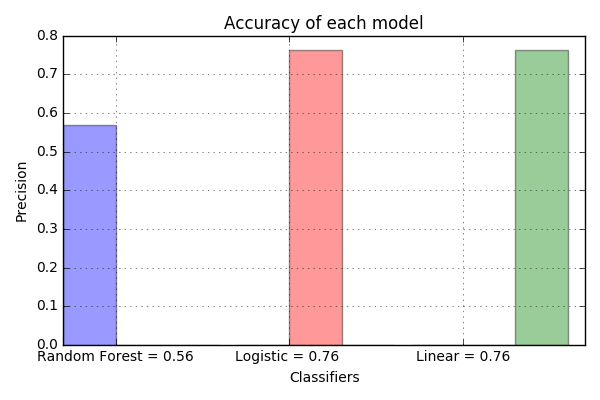 Accuracy of each model
0.8
0.7
0.6
0.5
0.4
0.3
0.2
0.1
0.0
Precision
Random Forest = 0.56 Logistic = 0.76 Linear = 0.76
Classifiers